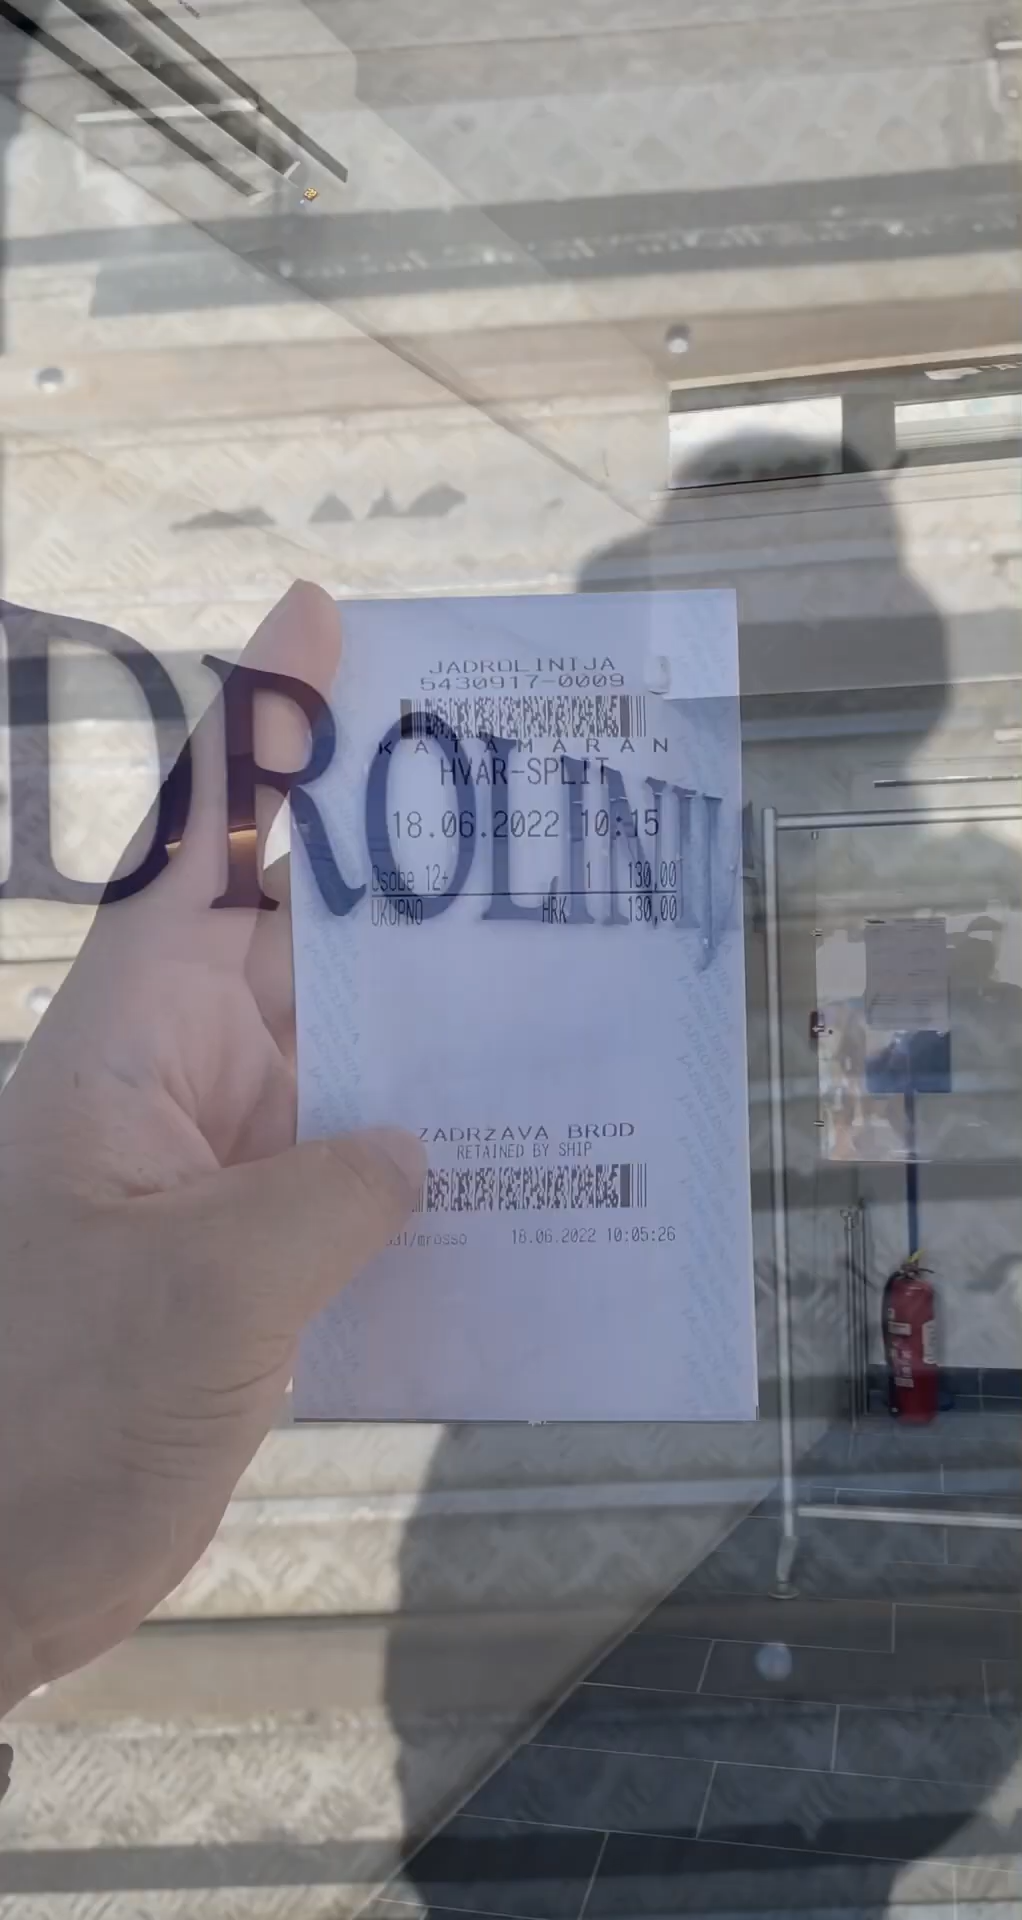 DROLINIJ
JADROLINIJA
5430917-0009
KATAMARAN
HVAR-SPLIT
18.06.2022 10:15
Osobe 12+ 1 130,00
UKUPNO HRK 130,00
ZADRZAVA BROD
RETAINED BY SHIP
/mrosso 18.06.2022 10:05:26